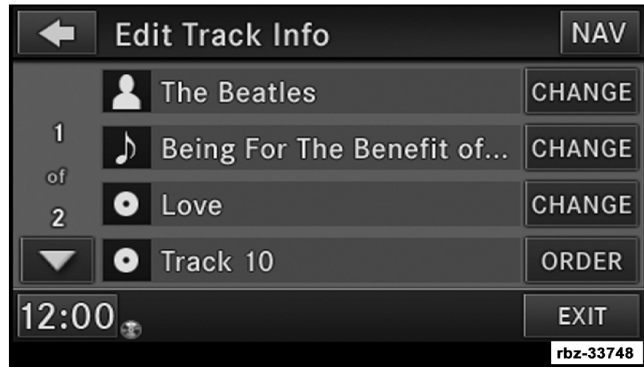 Edit Track Info NAV
The Beatles CHANGE
1 Being For The Benefit of... CHANGE
of
2 Love CHANGE
Track 10 ORDER
12:00 EXIT
rbz-33748